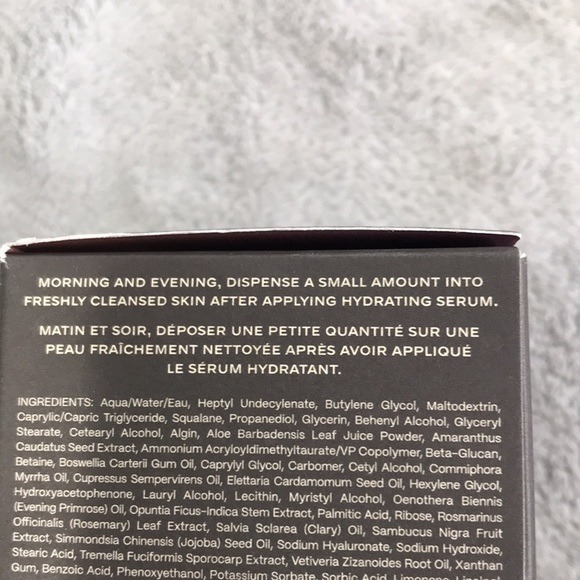 MORNING AND EVENING, DISPENSE A SMALL AMOUNT INTO
FRESHLY CLEANSED SKIN AFTER APPLYING HYDRATING SERUM.
MATIN ET SOIR, DÉPOSER UNE PETITE QUANTITÉ SUR UNE
PEAU FRAÎCHEMENT NETTOYÉE APRÈS AVOIR APPLIQUÉ
LE SÉRUM HYDRATANT.
INGREDIENTS: Aqua/Water/Eau, Heptyl Undecylenate, Butylene Glycol, Maltodextrin,
Caprylic/Capric Triglyceride, Squalane, Propanediol, Glycerin, Behenyl Alcohol, Glyceryl
Stearate, Cetearyl Alcohol, Algin, Aloe Barbadensis Leaf Juice Powder, Amaranthus
Caudatus Seed Extract, Ammonium Acryloyldimethyltaurate/VP Copolymer, Beta-Glucan,
Betaine, Boswellia Carterii Gum Oil, Caprylyl Glycol, Carbomer, Cetyl Alcohol, Commiphora
Myrrha Oil, Cupressus Sempervirens Oil, Elettaria Cardamomum Seed Oil, Hexylene Glycol,
Hydroxyacetophenone, Lauryl Alcohol, Lecithin, Myristyl Alcohol, Oenothera Biennis
(Evening Primrose) Oil, Opuntia Ficus-Indica Stem Extract, Palmitic Acid, Ribose, Rosmarinus
Officinalis (Rosemary) Leaf Extract, Salvia Sclarea (Clary) Oil, Sambucus Nigra Fruit
Extract, Simmondsia Chinensis (Jojoba) Seed Oil, Sodium Hyaluronate, Sodium Hydroxide,
Stearic Acid, Tremella Fuciformis Sporocarp Extract, Vetiveria Zizanoides Root Oil, Xanthan
Gum, Benzoic Acid, Phenoxyethanol, Potassium Sorbate, Sorbic Acid, Limonene, Linalool